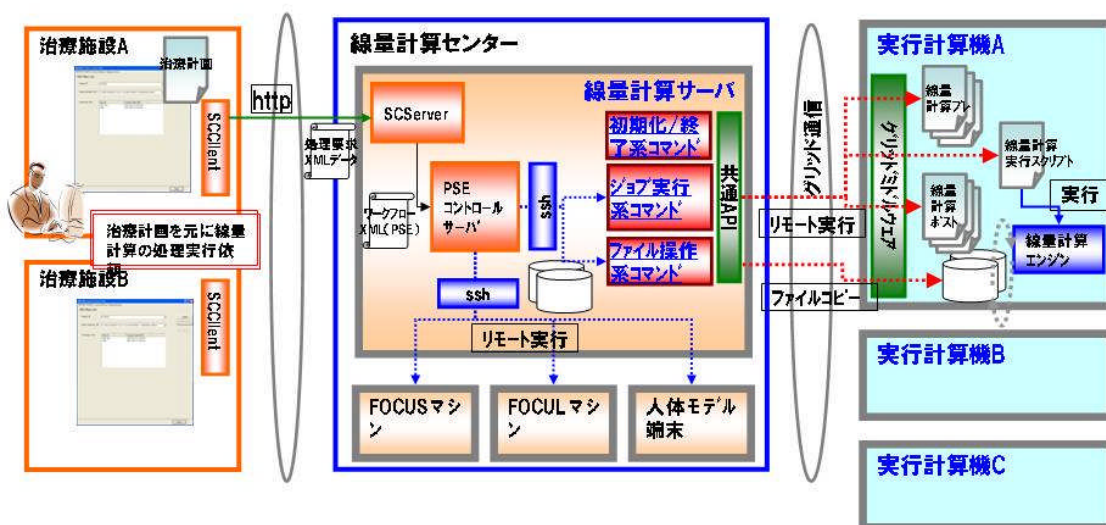 治療施設A
治療計画
SCClient
治療計画を元に線量
計算の処理実行依
治療施設B
SCClient
http
処理要求
XMLデータ
線量計算センター
線量計算サーバ
SCServer
ワークフロー
XML(PSE)
PSE
コントロール
サーバ
ssh
初期化/終
了系コマンド
ジョブ実行
系コマンド
ファイル操作
系コマンド
共通API
ssh
リモート実行
FOCUSマシ
ン
FOCULマシ
ン
人体モデル
端末
グリッド通信
リモート実行
ファイルコピー
実行計算機A
グリッドミドルウェア
線量
計算プレ
線量計算
実行スクリプト
線量
計算
ポスト
実行
線量計算
エンジン
実行計算機B
実行計算機C